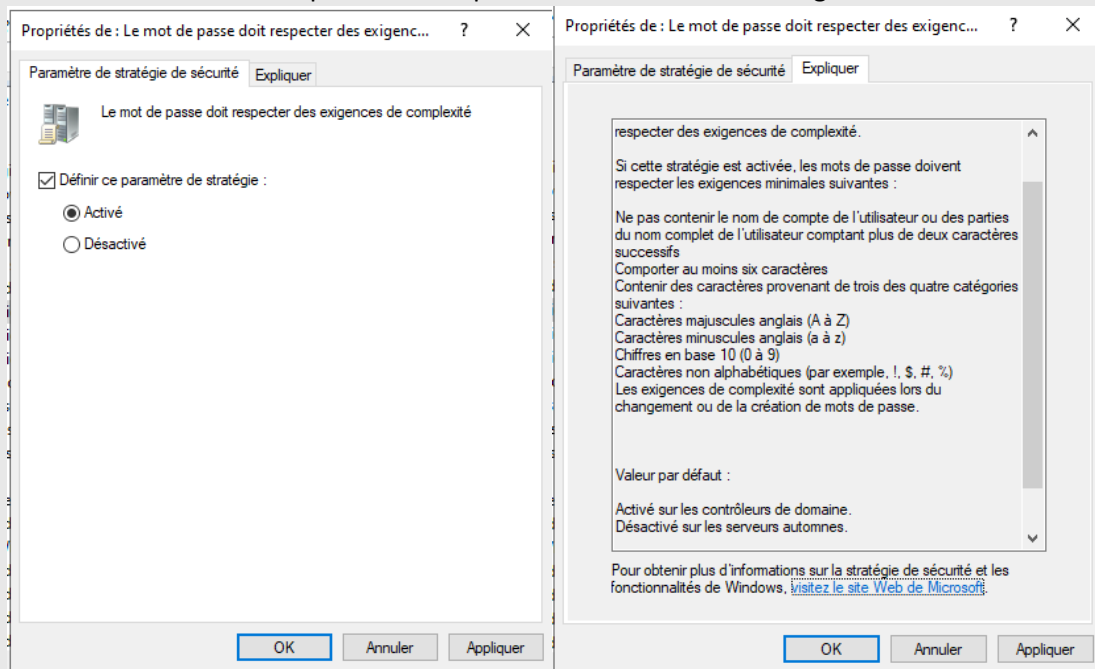 Propriétés de : Le mot de passe doit respecter des exigenc...
Paramètre de stratégie de sécurité
Expliquer
Le mot de passe doit respecter des exigences de complexité
Définir ce paramètre de stratégie :
Activé
Désactivé
OK
Annuler
Appliquer
Propriétés de : Le mot de passe doit respecter des exigenc...
Paramètre de stratégie de sécurité
Expliquer
respecter des exigences de complexité.
Si cette stratégie est activée, les mots de passe doivent
respecter les exigences minimales suivantes :
Ne pas contenir le nom de compte de l'utilisateur ou des parties
du nom complet de l'utilisateur comptant plus de deux caractères
successifs
Comporter au moins six caractères
Contenir des caractères provenant de trois des quatre catégories
suivantes :
Caractères majuscules anglais (A à Z)
Caractères minuscules anglais (a à z)
Chiffres en base 10 (0 à 9)
Caractères non alphabétiques (par exemple, !, $, #, %)
Les exigences de complexité sont appliquées lors du
changement ou de la création de mots de passe.
Valeur par défaut :
Activé sur les contrôleurs de domaine.
Désactivé sur les serveurs automnes.
Pour obtenir plus d'informations sur la stratégie de sécurité et les
fonctionnalités de Windows, visitez le site Web de Microsoft.
OK
Annuler
Appliquer